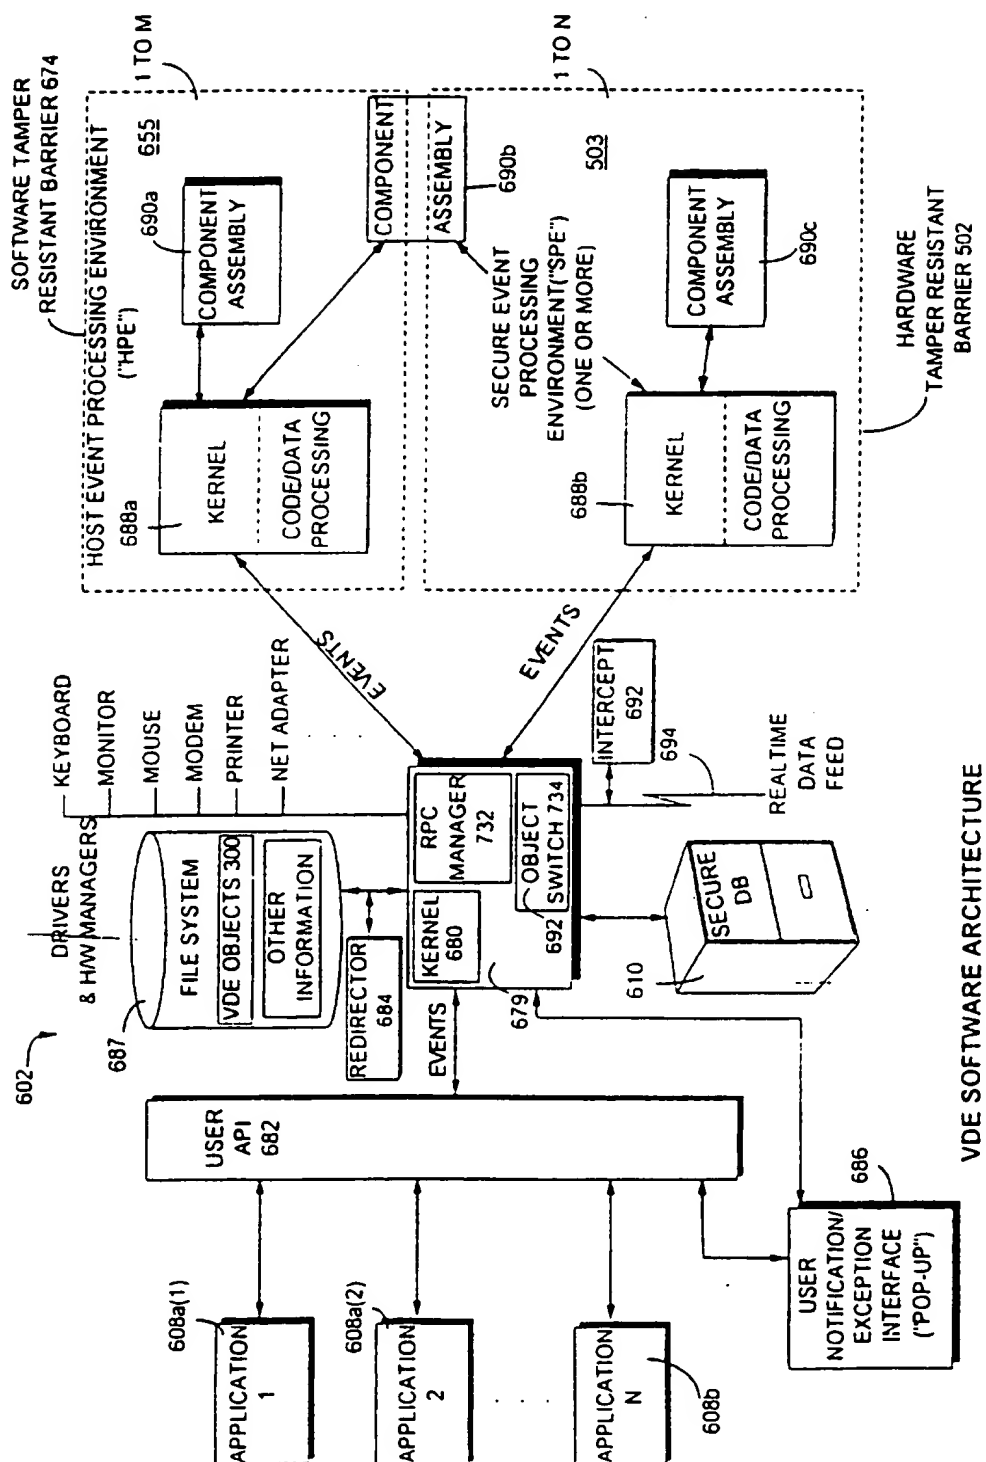 SOFTWARE TAMPER
RESISTANT BARRIER 674
1 TO M
HOST EVENT PROCESSING ENVIRONMENT
("HPE")
655
690a
COMPONENT
ASSEMBLY
688a
KERNEL
CODE/DATA
PROCESSING
COMPONENT
ASSEMBLY
690b
1 TO N
503
SECURE EVENT
PROCESSING
ENVIRONMENT("SPE")
(ONE OR MORE)
COMPONENT
ASSEMBLY
690c
688b
KERNEL
CODE/DATA
PROCESSING
HARDWARE
TAMPER RESISTANT
BARRIER 502
EVENTS
EVENTS
KEYBOARD
MONITOR
MOUSE
MODEM
PRINTER
NET ADAPTER
DRIVERS
& H/W MANAGERS
602
687
FILE SYSTEM
VDE OBJECTS 300
OTHER
INFORMATION
REDIRECTOR
684
RPC
MANAGER
732
KERNEL
680
692
OBJECT
SWITCH 734
679
INTERCEPT
692
694
REALTIME
DATA
FEED
SECURE
DB
610
EVENTS
USER
API
682
608a(1)
APPLICATION
1
608a(2)
APPLICATION
2
APPLICATION
N
608b
686
USER
NOTIFICATION/
EXCEPTION
INTERFACE
("POP-UP")
VDE SOFTWARE ARCHITECTURE